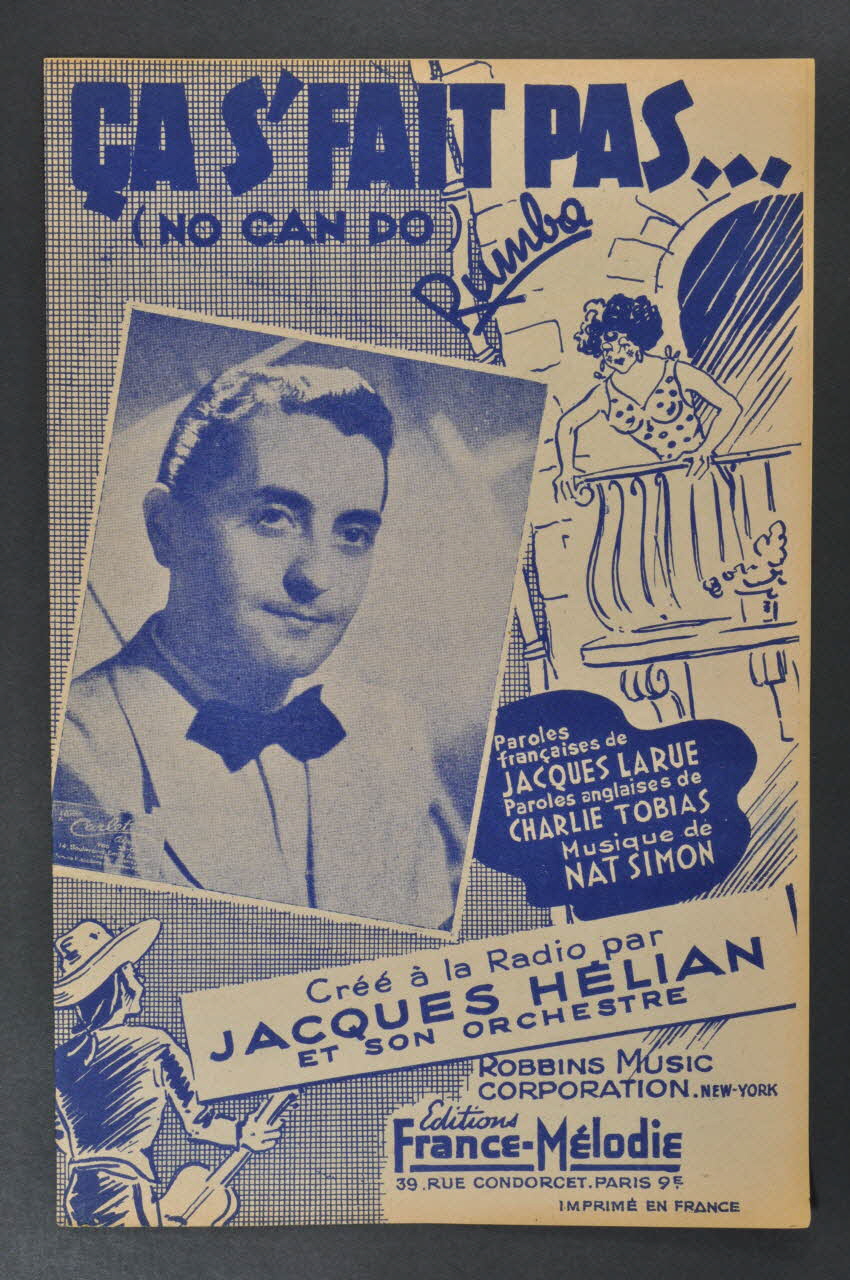 ÇA S'FAIT PAS...
(NO CAN DO)
Rumba
Paroles
françaises de
JACQUES LARUE
Paroles anglaises de
CHARLIE TOBIAS
Musique de
NAT SIMON
Créé à la Radio par
JACQUES HÉLIAN
ET SON ORCHESTRE
ROBBINS MUSIC
CORPORATION.NEW-YORK
Editions
France-Mélodie
39.RUE CONDORCET.PARIS 9E
IMPRIMÉ EN FRANCE